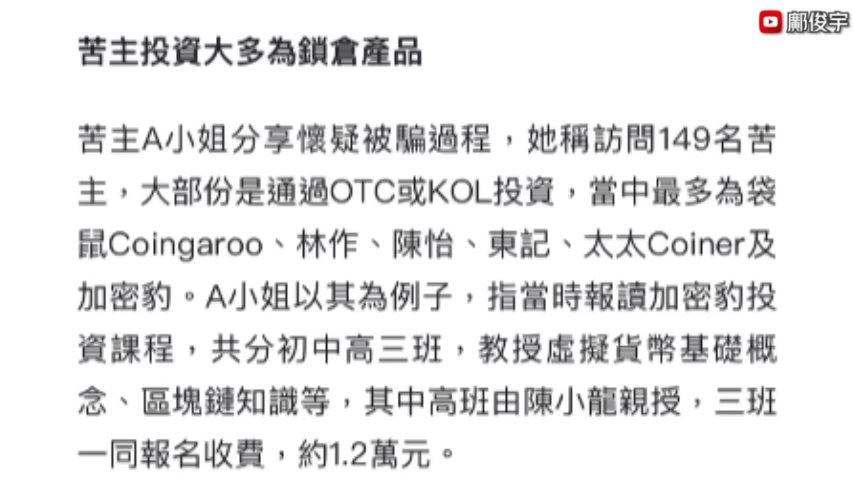 鄺俊宇
苦主投資大多為鎖倉產品
苦主A小姐分享懷疑被騙過程，她稱訪問149名苦
主，大部份是通過OTC或KOL投資，當中最多為袋
鼠Coingaroo、林作、陳怡、東記、太太Coiner及
加密豹。A小姐以其為例子，指當時報讀加密豹投
資課程，共分初中高三班，教授虛擬貨幣基礎概
念、區塊鏈知識等，其中高班由陳小龍親授，三班
一同報名收費，約1.2萬元。